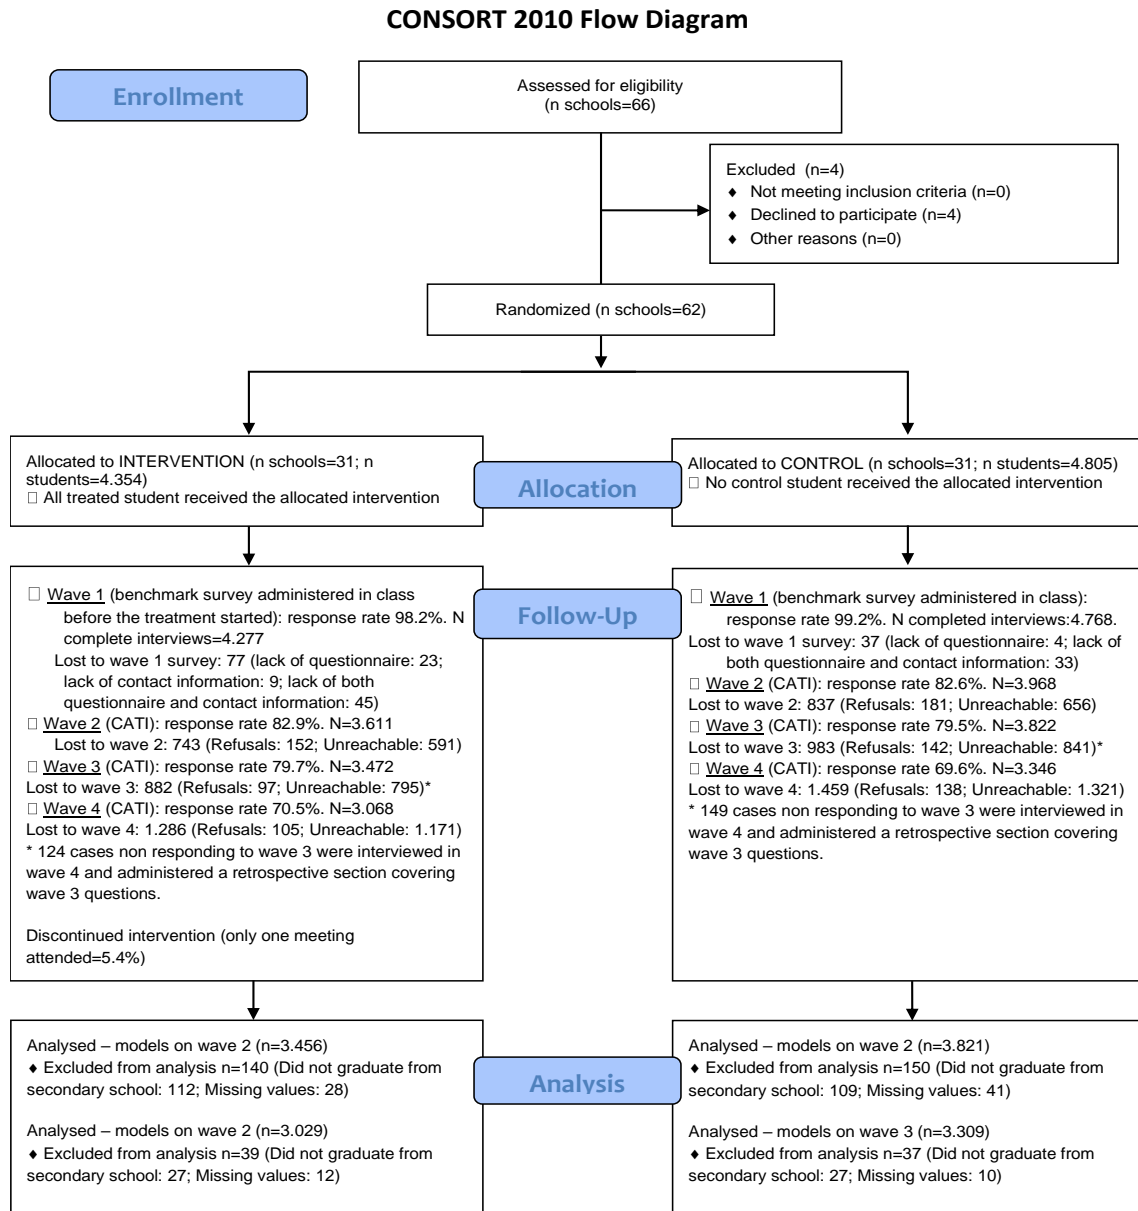 CONSORT 2010 Flow Diagram
Enrollment
Assessed for eligibility
(n schools=66)
Excluded (n=4)
♦ Not meeting inclusion criteria (n=0)
♦ Declined to participate (n=4)
♦ Other reasons (n=0)
Randomized (n schools=62)
Allocated to INTERVENTION (n schools=31; n
students=4.354)
□ All treated student received the allocated intervention
Allocation
Allocated to CONTROL (n schools=31; n students=4.805)
□ No control student received the allocated intervention
□ Wave 1 (benchmark survey administered in class
before the treatment started): response rate 98.2%. N
complete interviews=4.277
Lost to wave 1 survey: 77 (lack of questionnaire: 23;
lack of contact information: 9; lack of both
questionnaire and contact information: 45)
□ Wave 2 (CATI): response rate 82.9%. N=3.611
Lost to wave 2: 743 (Refusals: 152; Unreachable: 591)
□ Wave 3 (CATI): response rate 79.7%. N=3.472
Lost to wave 3: 882 (Refusals: 97; Unreachable: 795)*
□ Wave 4 (CATI): response rate 70.5%. N=3.068
Lost to wave 4: 1.286 (Refusals: 105; Unreachable: 1.171)
* 124 cases non responding to wave 3 were interviewed in
wave 4 and administered a retrospective section covering
wave 3 questions.
Discontinued intervention (only one meeting
attended=5.4%)
Follow-Up
□ Wave 1 (benchmark survey administered in class):
response rate 99.2%. N completed interviews:4.768.
Lost to wave 1 survey: 37 (lack of questionnaire: 4; lack of
both questionnaire and contact information: 33)
□ Wave 2 (CATI): response rate 82.6%. N=3.968
Lost to wave 2: 837 (Refusals: 181; Unreachable: 656)
□ Wave 3 (CATI): response rate 79.5%. N=3.822
Lost to wave 3: 983 (Refusals: 142; Unreachable: 841)*
□ Wave 4 (CATI): response rate 69.6%. N=3.346
Lost to wave 4: 1.459 (Refusals: 138; Unreachable: 1.321)
* 149 cases non responding to wave 3 were interviewed in
wave 4 and administered a retrospective section covering
wave 3 questions.
Analysed – models on wave 2 (n=3.456)
♦ Excluded from analysis n=140 (Did not graduate from
secondary school: 112; Missing values: 28)
Analysed – models on wave 2 (n=3.029)
♦ Excluded from analysis n=39 (Did not graduate from
secondary school: 27; Missing values: 12)
Analysis
Analysed – models on wave 2 (n=3.821)
♦ Excluded from analysis n=150 (Did not graduate from
secondary school: 109; Missing values: 41)
Analysed – models on wave 3 (n=3.309)
♦ Excluded from analysis n=37 (Did not graduate from
secondary school: 27; Missing values: 10)